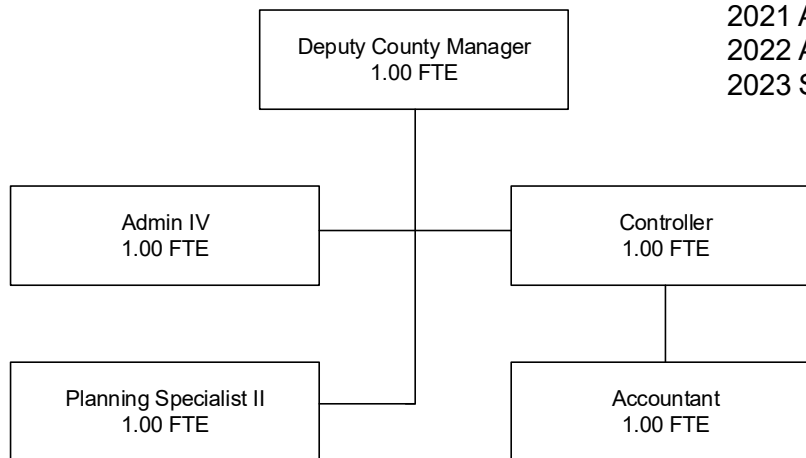 2021 A
2022 A
2023 S
Deputy County Manager
1.00 FTE
Admin IV
1.00 FTE
Controller
1.00 FTE
Planning Specialist II
1.00 FTE
Accountant
1.00 FTE